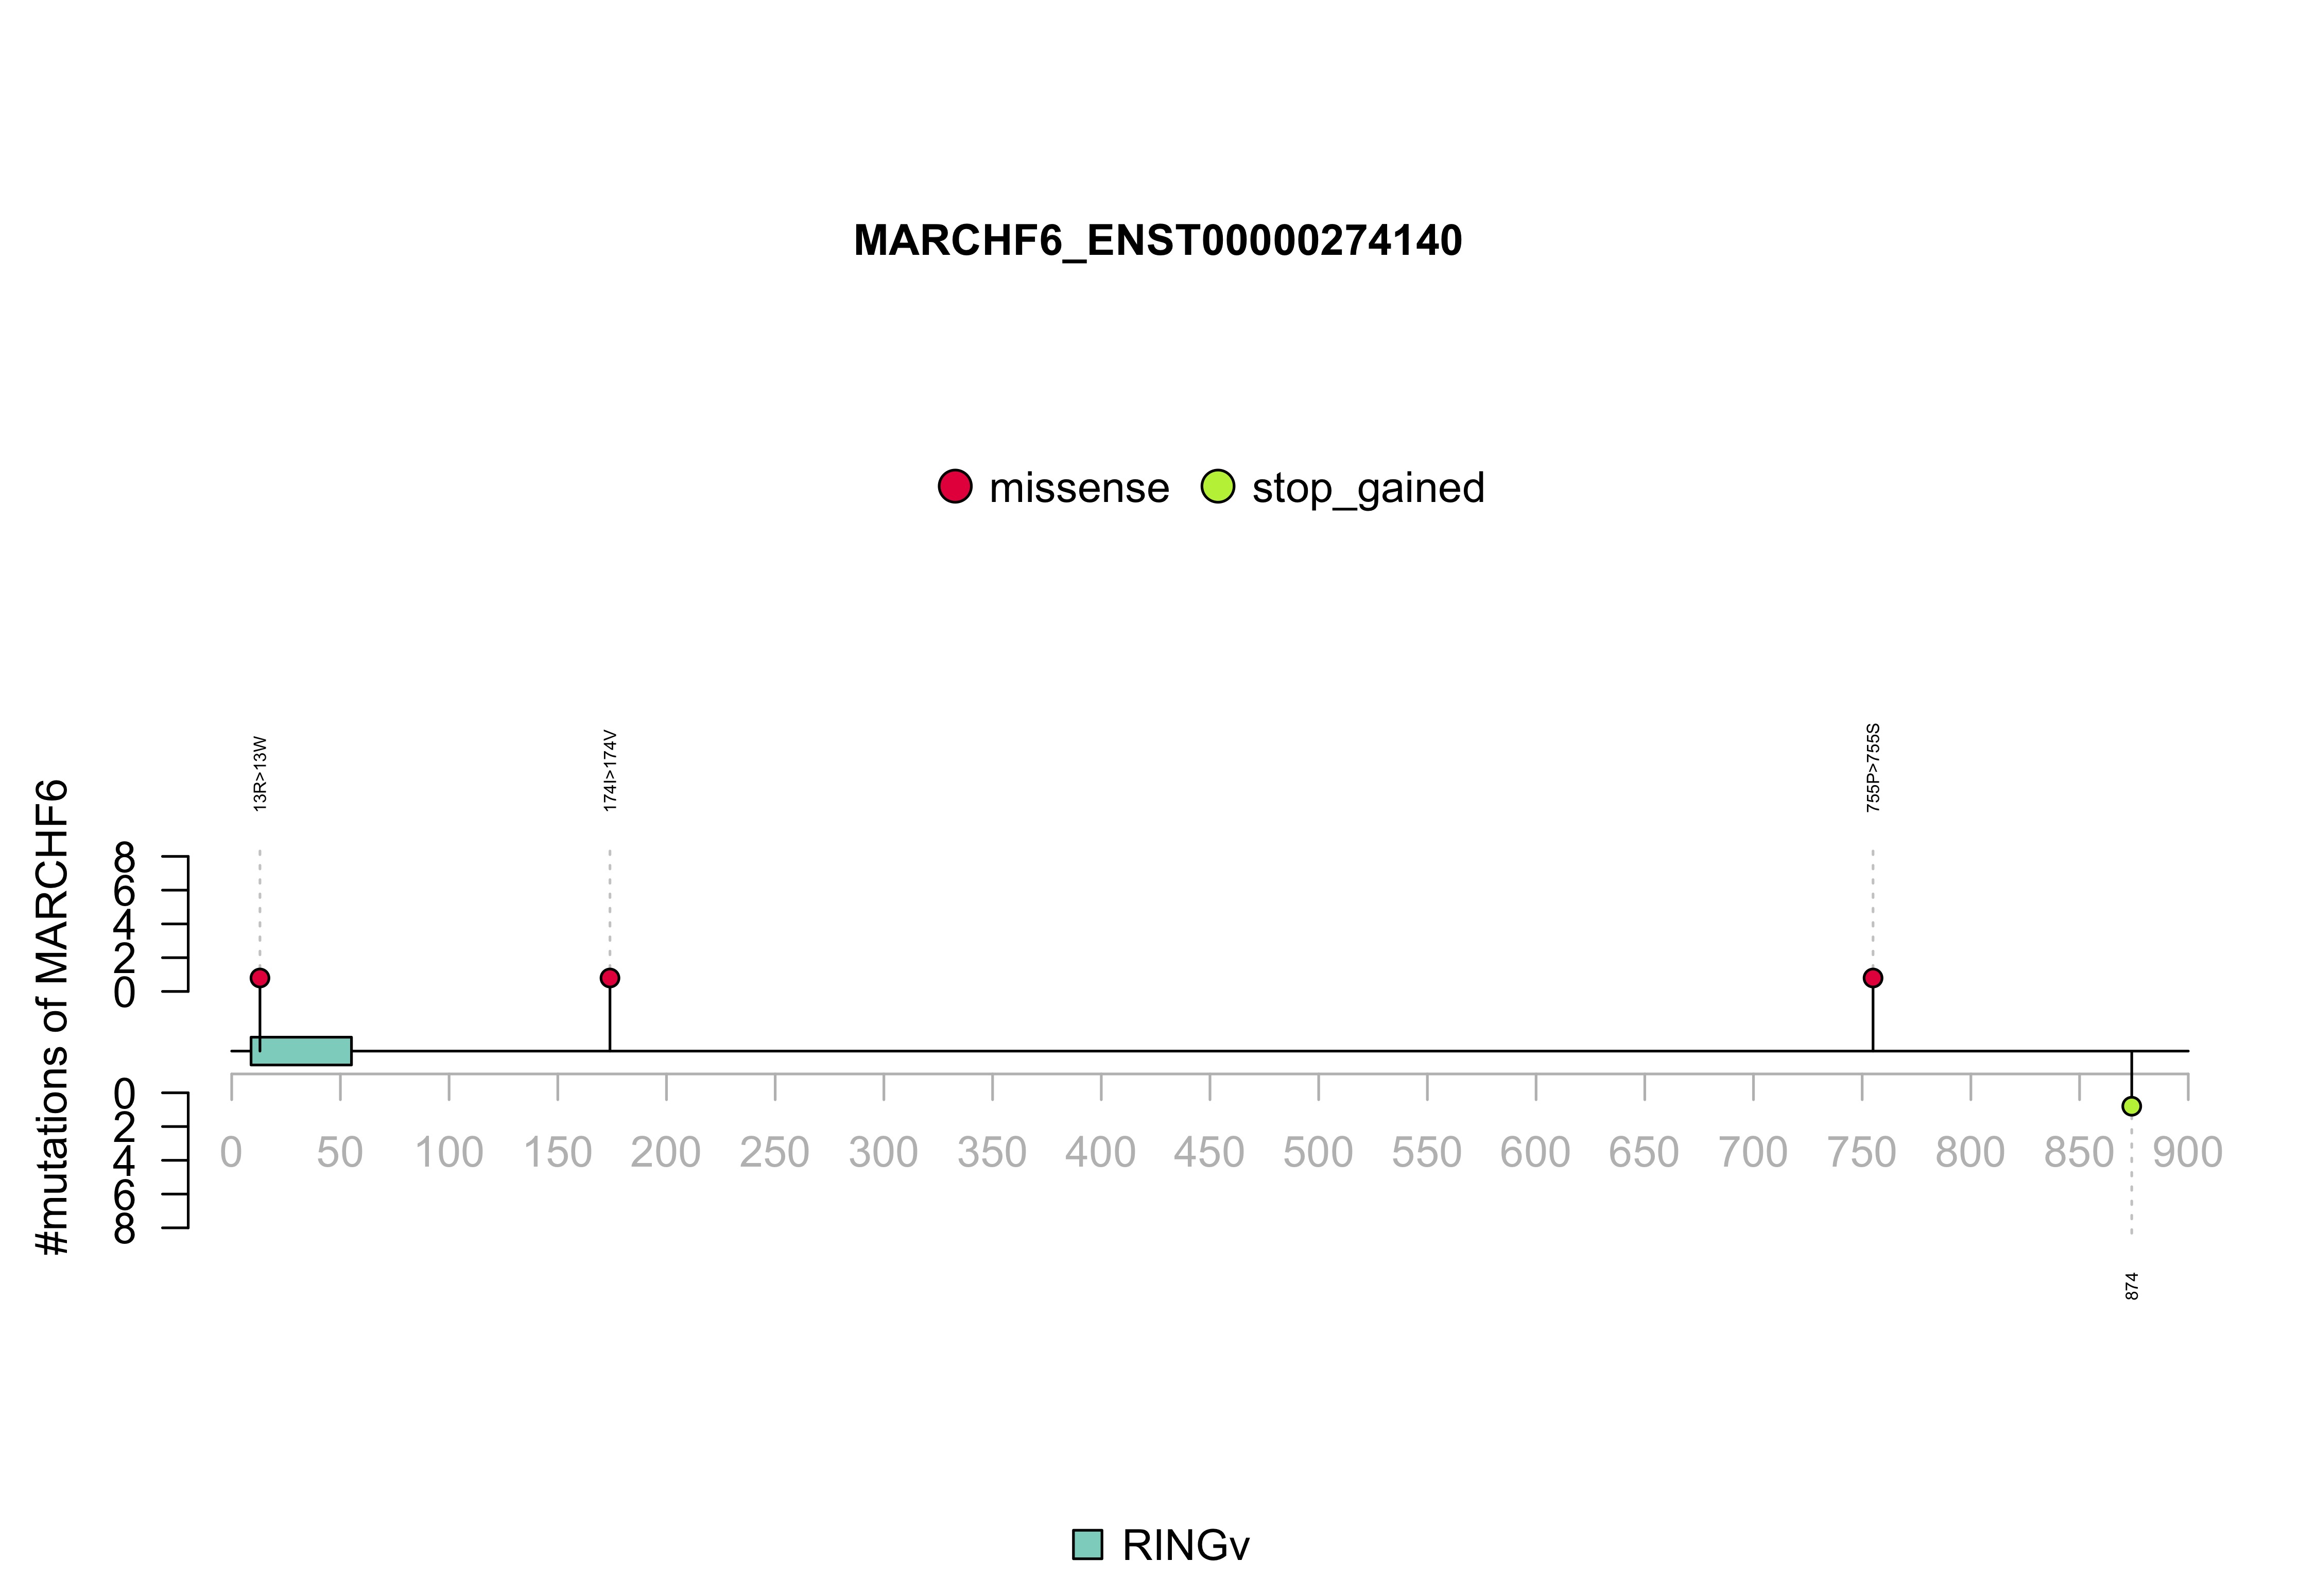 MARCHF6_ENST00000274140
missense
stop_gained
13R>13W
174I>174V
755P>755S
#mutations of MARCHF6
8
6
4
2
0
0
2
4
6
8
0 50 100 150 200 250 300 350 400 450 500 550 600 650 700 750 800 850 900
874
RINGv